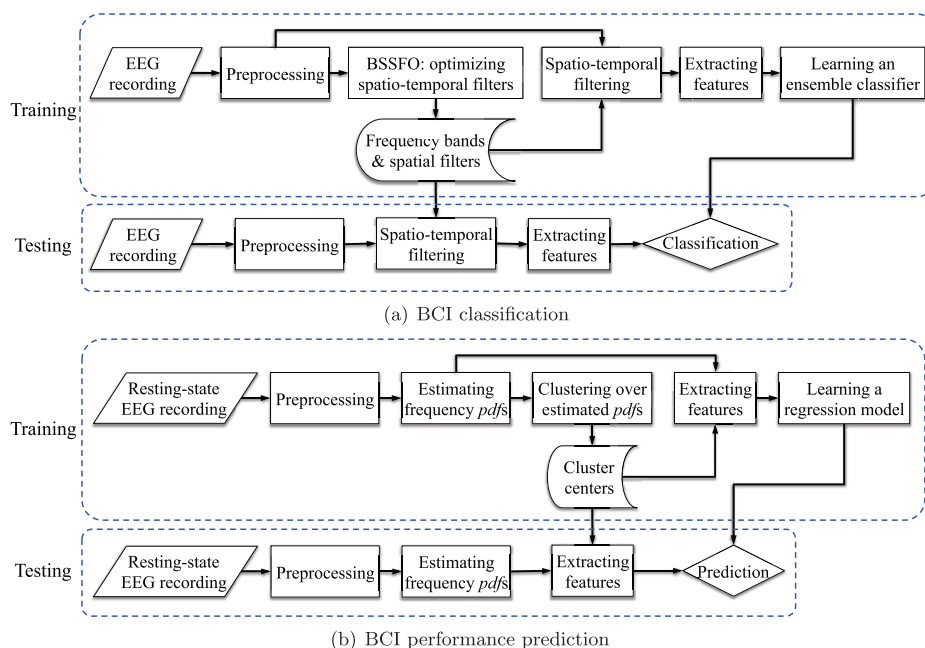 Training
EEG
recording
Preprocessing
BSSFO: optimizing
spatio-temporal filters
Spatio-temporal
filtering
Extracting
features
Learning an
ensemble classifier
Frequency bands
& spatial filters
Testing
EEG
recording
Preprocessing
Spatio-temporal
filtering
Extracting
features
Classification
(a) BCI classification
Training
Resting-state
EEG recording
Preprocessing
Estimating
frequency pdfs
Clustering over
estimated pdfs
Extracting
features
Learning a
regression model
Cluster
centers
Testing
Resting-state
EEG recording
Preprocessing
Estimating
frequency pdfs
Extracting
features
Prediction
(b) BCI performance prediction